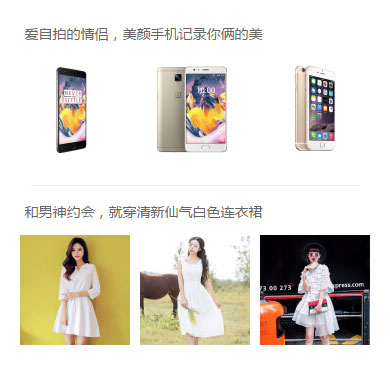 爱自拍的情侣，美颜手机记录你俩的美
NEVER
SETTLE
和男神约会，就穿清新仙气白色连衣裙
xpress.com
73 00 273